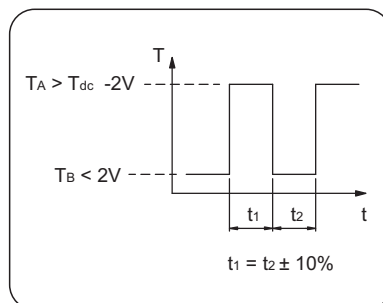 T
TA > Tdc -2V
TB < 2V
t1 t2
t
t1 = t2 ± 10%